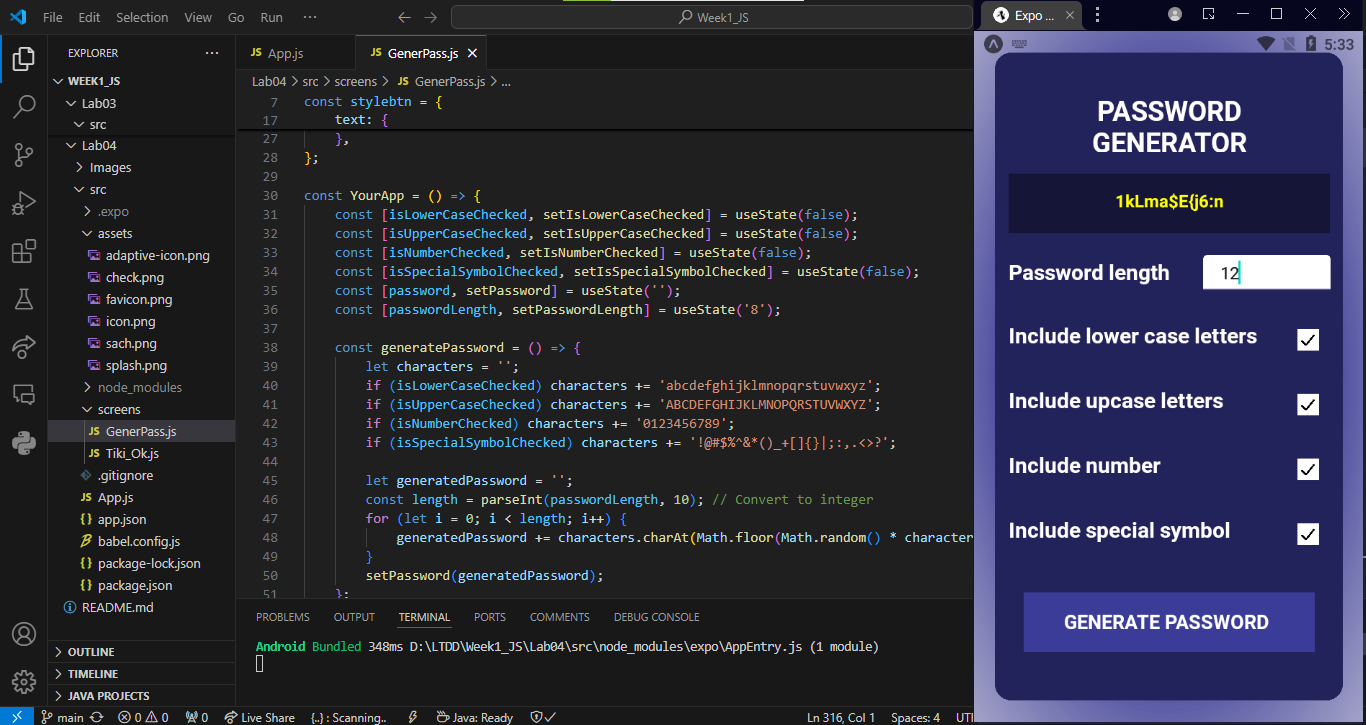 File Edit Selection View Go Run ··· Week1_JS
EXPLORER ···
WEEK1_JS
Lab03
src
Lab04
Images
src
.expo
assets
adaptive-icon.png
check.png
favicon.png
icon.png
sach.png
splash.png
node_modules
screens
JS GenerPass.js
JS Tiki_Ok.js
.gitignore
JS App.js
{} app.json
babel.config.js
{} package-lock.json
{} package.json
README.md
OUTLINE
TIMELINE
JAVA PROJECTS
JS App.js JS GenerPass.js
Lab04 > src > screens > JS GenerPass.js > ...
7 const stylebtn = {
17 text: {
27 },
28 };
29
30 const YourApp = () => {
31 const [isLowerCaseChecked, setIsLowerCaseChecked] = useState(false);
32 const [isUpperCaseChecked, setIsUpperCaseChecked] = useState(false);
33 const [isNumberChecked, setIsNumberChecked] = useState(false);
34 const [isSpecialSymbolChecked, setIsSpecialSymbolChecked] = useState(false);
35 const [password, setPassword] = useState('');
36 const [passwordLength, setPasswordLength] = useState('8');
37
38 const generatePassword = () => {
39 let characters = '';
40 if (isLowerCaseChecked) characters += 'abcdefghijklmnopqrstuvwxyz';
41 if (isUpperCaseChecked) characters += 'ABCDEFGHIJKLMNOPQRSTUVWXYZ';
42 if (isNumberChecked) characters += '0123456789';
43 if (isSpecialSymbolChecked) characters += '!@#$%^&*()_+[]{}|;:,.<>?';
44
45 let generatedPassword = '';
46 const length = parseInt(passwordLength, 10); // Convert to integer
47 for (let i = 0; i < length; i++) {
48 generatedPassword += characters.charAt(Math.floor(Math.random() * character
49 }
50 setPassword(generatedPassword);
51 };
PROBLEMS OUTPUT TERMINAL PORTS COMMENTS DEBUG CONSOLE
Android Bundled 348ms D:\LTDD\Week1_JS\Lab04\src\node_modules\expo\AppEntry.js (1 module)
main 0 0 0 Live Share {..} : Scanning.. Java: Ready Ln 316, Col 1 Spaces: 4 UTF
Expo ...
5:33
PASSWORD
GENERATOR
1kLma$E{j6:n
Password length 12
Include lower case letters
Include upcase letters
Include number
Include special symbol
GENERATE PASSWORD